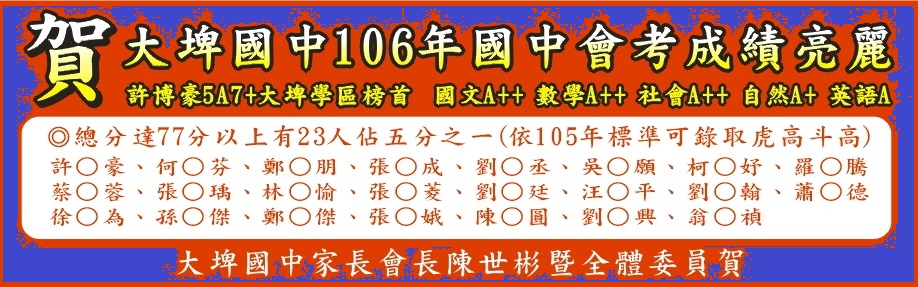 賀
大埤國中106年國中會考成績亮麗
許博豪5A7+大埤學區榜首 國文A++ 數學A++ 社會A++ 自然A+ 英語A
◎總分達77分以上有23人佔五分之一(依105年標準可錄取虎高斗高)
許○豪、何○芬、鄭○朋、張○成、劉○丞、吳○願、柯○妤、羅○騰
蔡○蓉、張○瑀、林○愉、張○菱、劉○廷、汪○平、劉○翰、蕭○德
徐○為、孫○傑、鄭○傑、張○娥、陳○圓、劉○興、翁○禎
大埤國中家長會長陳世彬暨全體委員賀